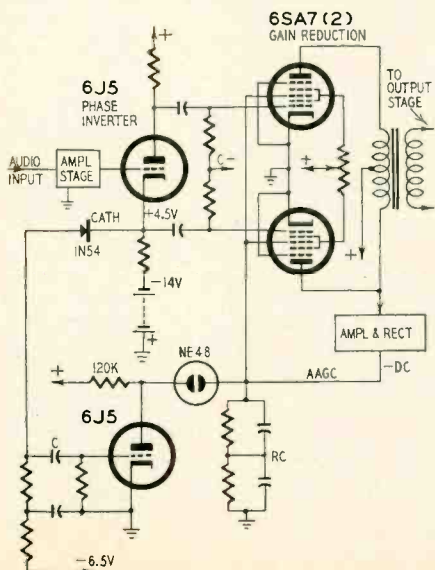 6SA7(2)
GAIN REDUCTION
+
6J5
PHASE
INVERTER
TO
OUTPUT
STAGE
AUDIO
INPUT
AMPL
STAGE
C-
+
+4.5V
CATH
IN54
-14V
+
+
AMPL & RECT
NE48
-DC
+
120K
AAGC
6J5
C
RC
-6.5V